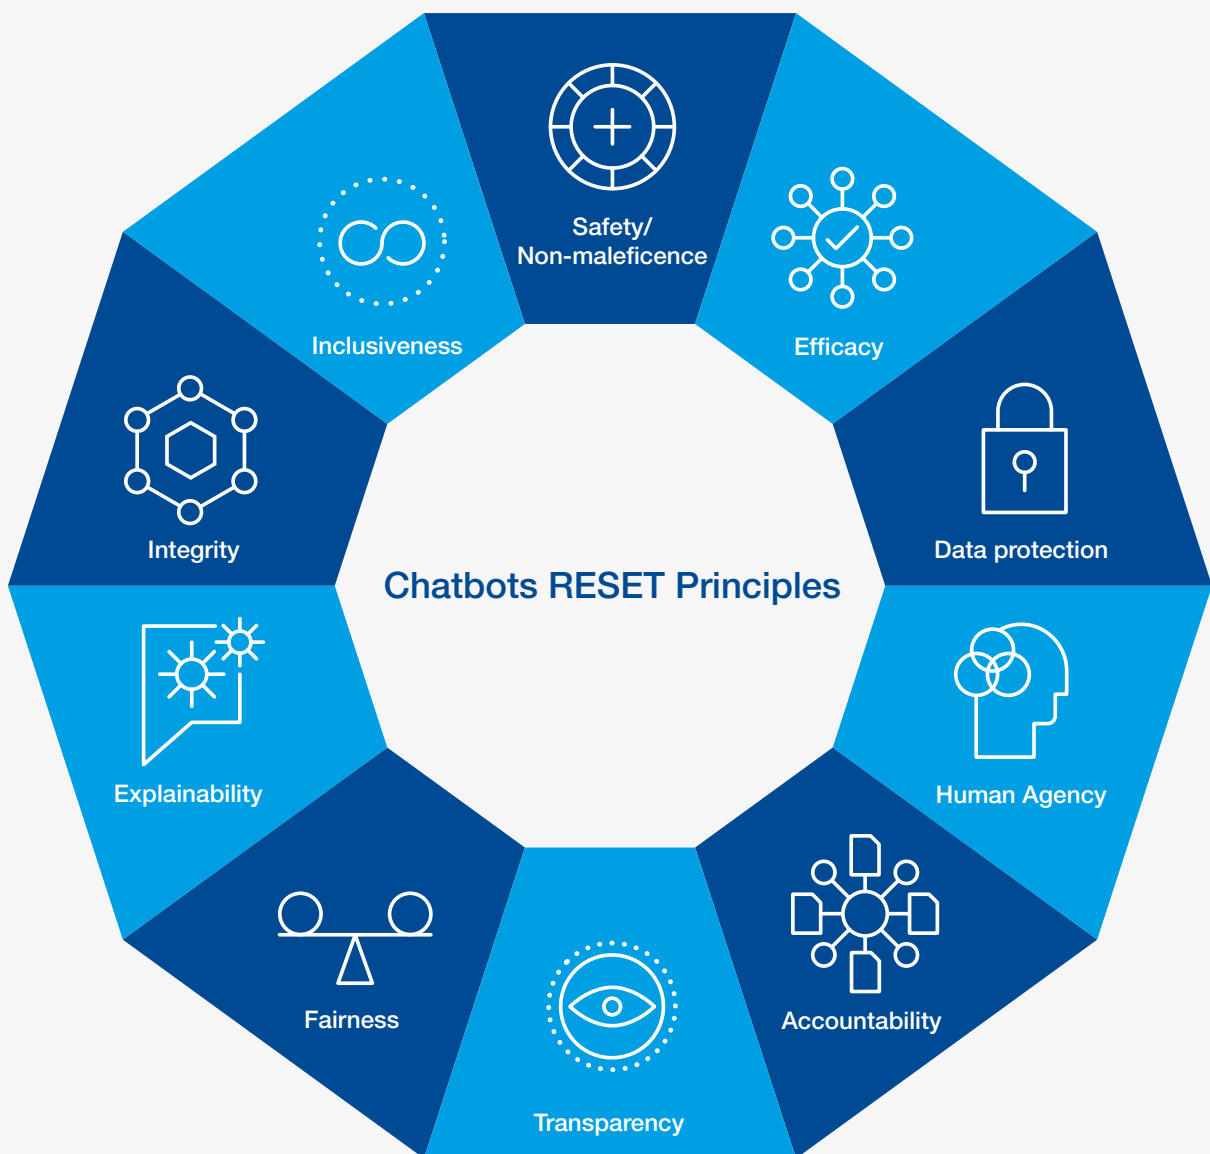 Safety/
Non-maleficence
Efficacy
Data protection
Human Agency
Accountability
Transparency
Fairness
Explainability
Integrity
Inclusiveness
Chatbots RESET Principles